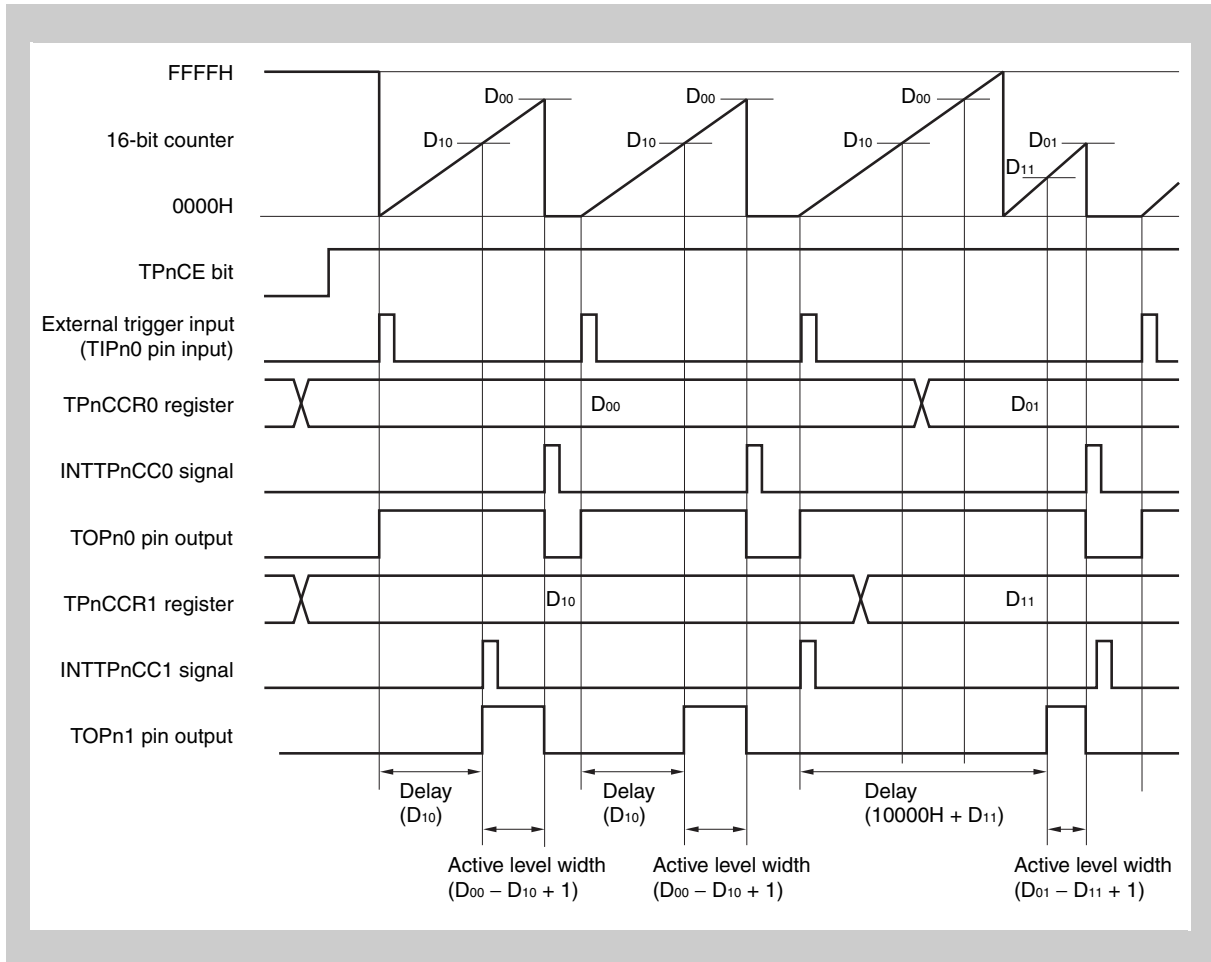 FFFFH
D00
D00
D00
16-bit counter
D10
D10
D10
D01
D11
0000H
TPnCE bit
External trigger input
(TIPn0 pin input)
TPnCCR0 register
D00
D01
INTTPnCC0 signal
TOPn0 pin output
TPnCCR1 register
D10
D11
INTTPnCC1 signal
TOPn1 pin output
Delay
(D10)
Delay
(D10)
Delay
(10000H + D11)
Active level width
(D00 − D10 + 1)
Active level width
(D00 − D10 + 1)
Active level width
(D01 − D11 + 1)